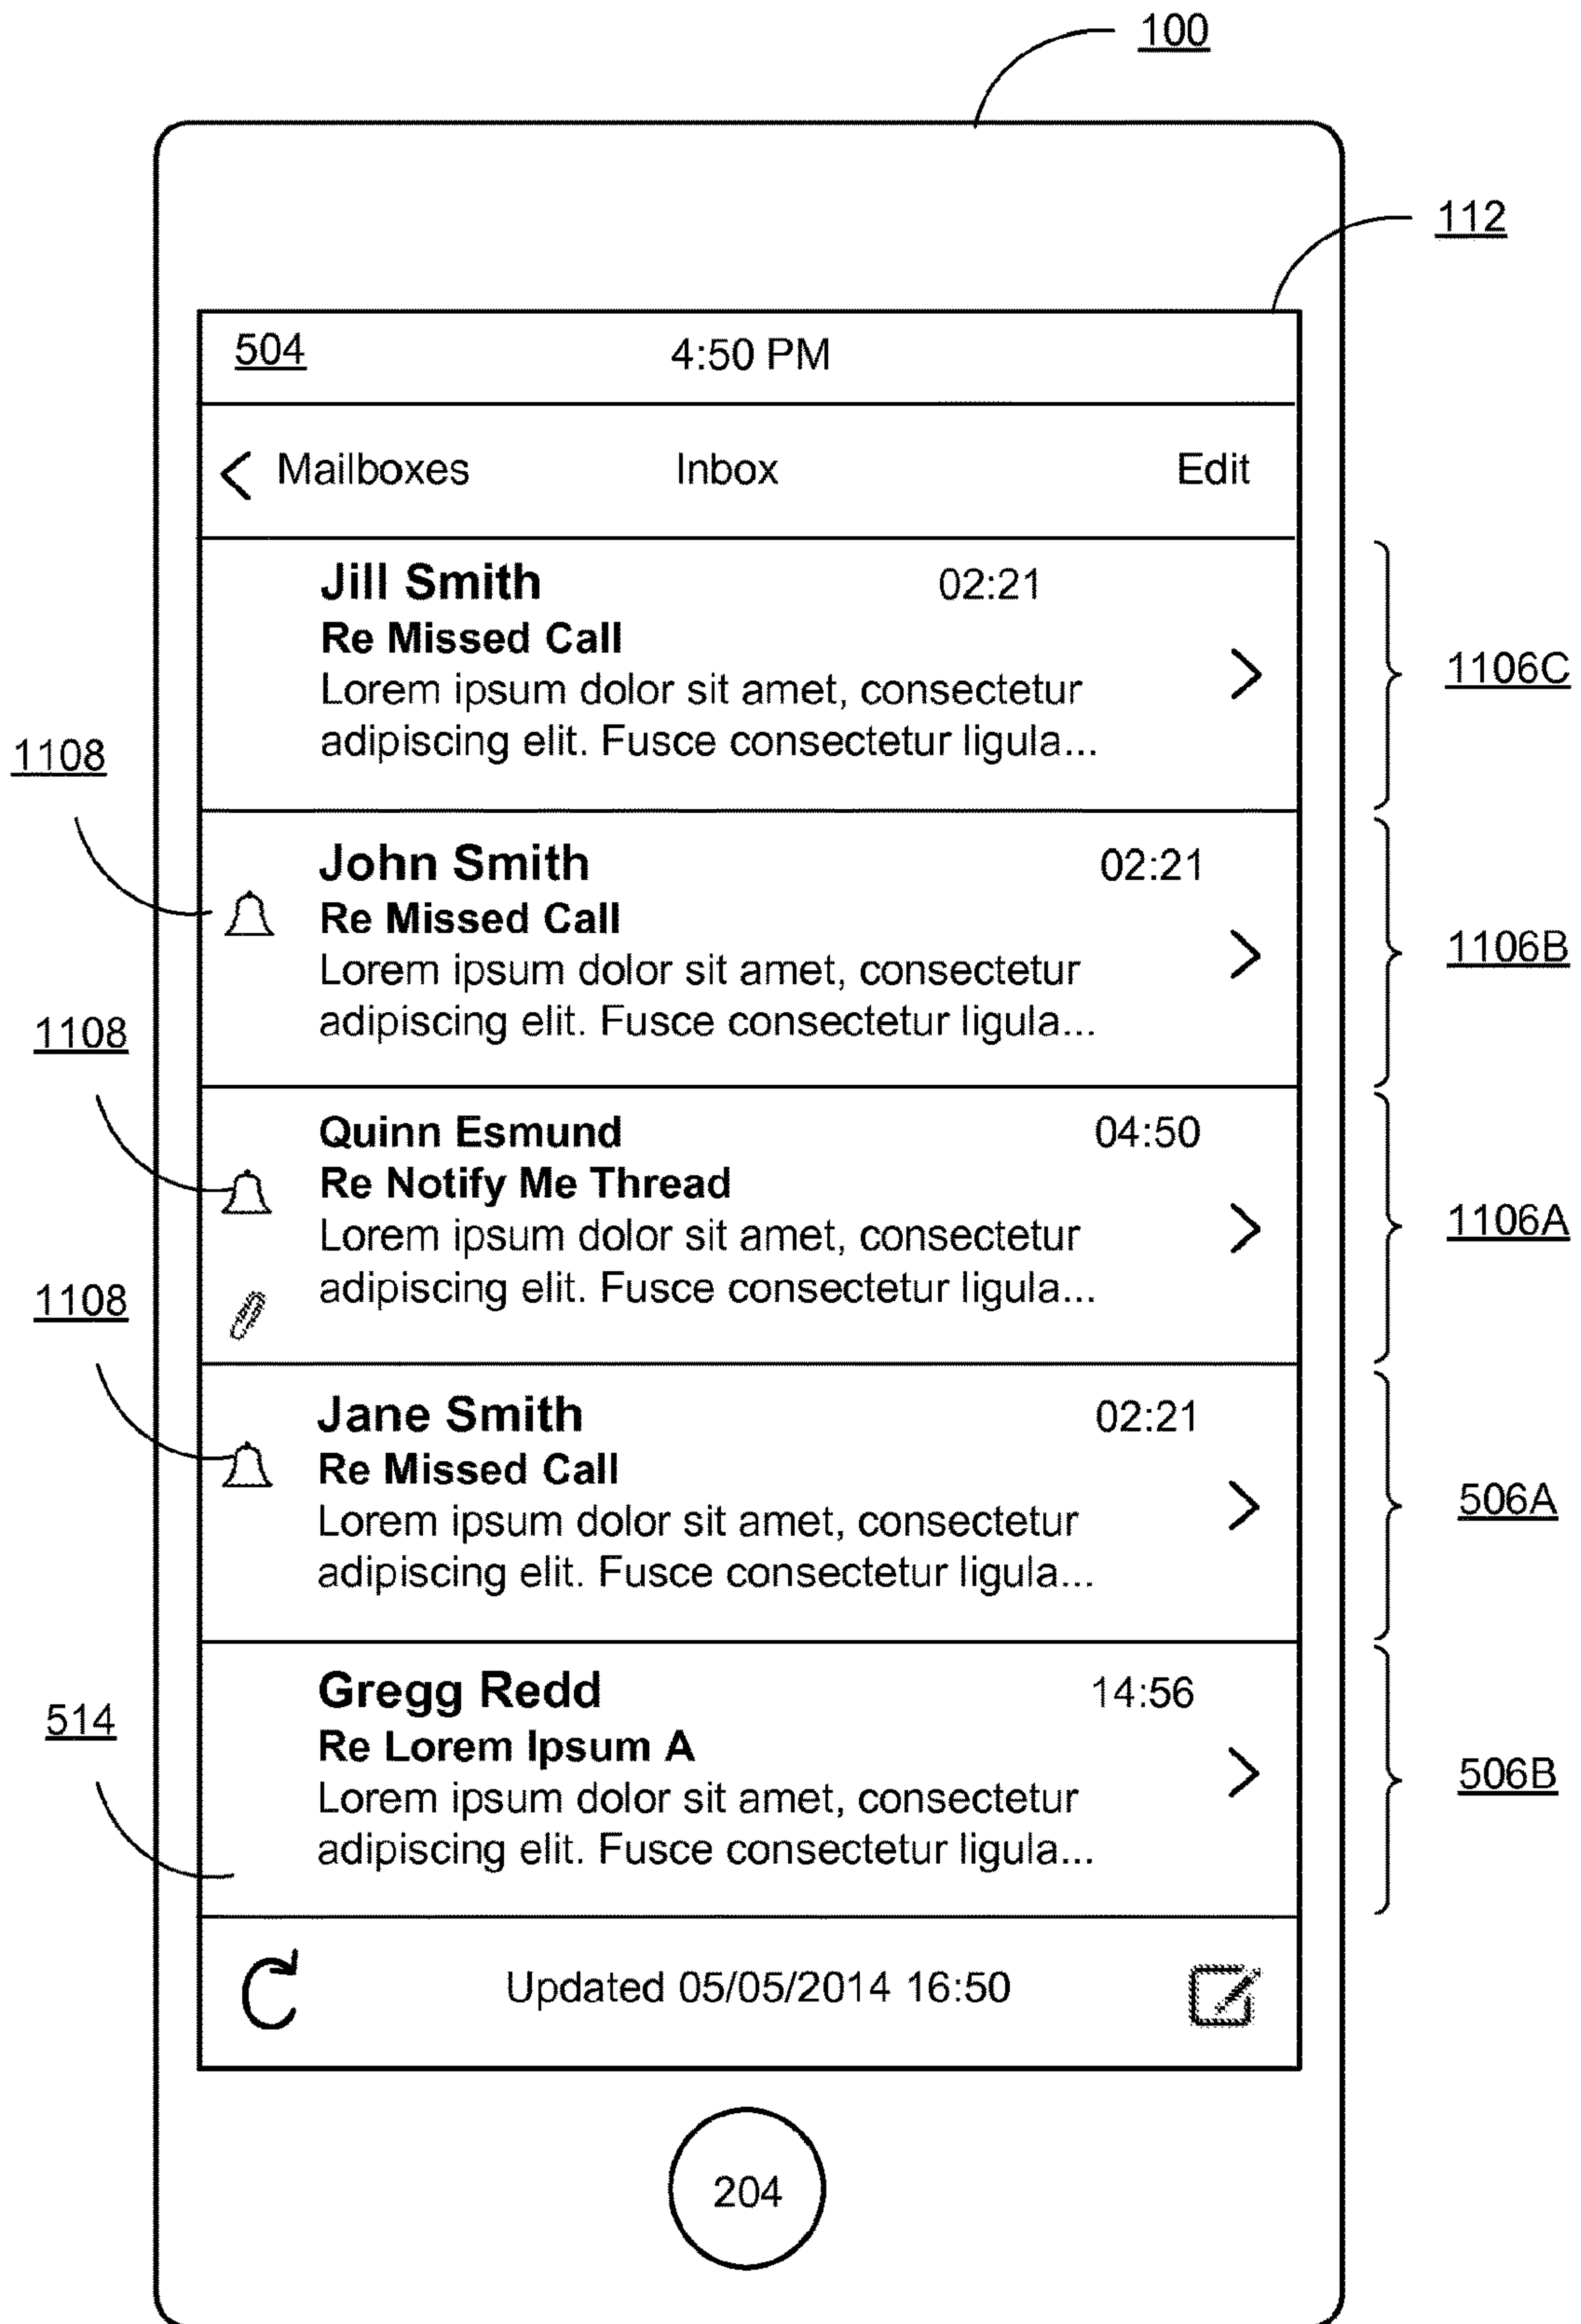 100
112
504 4:50 PM
Mailboxes Inbox Edit
Jill Smith 02:21
Re Missed Call
Lorem ipsum dolor sit amet, consectetur
adipiscing elit. Fusce consectetur ligula...
1106C
1108
John Smith 02:21
Re Missed Call
Lorem ipsum dolor sit amet, consectetur
adipiscing elit. Fusce consectetur ligula...
1106B
1108
Quinn Esmund 04:50
Re Notify Me Thread
Lorem ipsum dolor sit amet, consectetur
adipiscing elit. Fusce consectetur ligula...
1106A
1108
Jane Smith 02:21
Re Missed Call
Lorem ipsum dolor sit amet, consectetur
adipiscing elit. Fusce consectetur ligula...
506A
514
Gregg Redd 14:56
Re Lorem Ipsum A
Lorem ipsum dolor sit amet, consectetur
adipiscing elit. Fusce consectetur ligula...
506B
Updated 05/05/2014 16:50
204